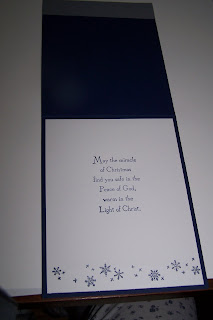 May the miracle
of Christmas
find you safe in the
Peace of God,
warm in the
Light of Christ.